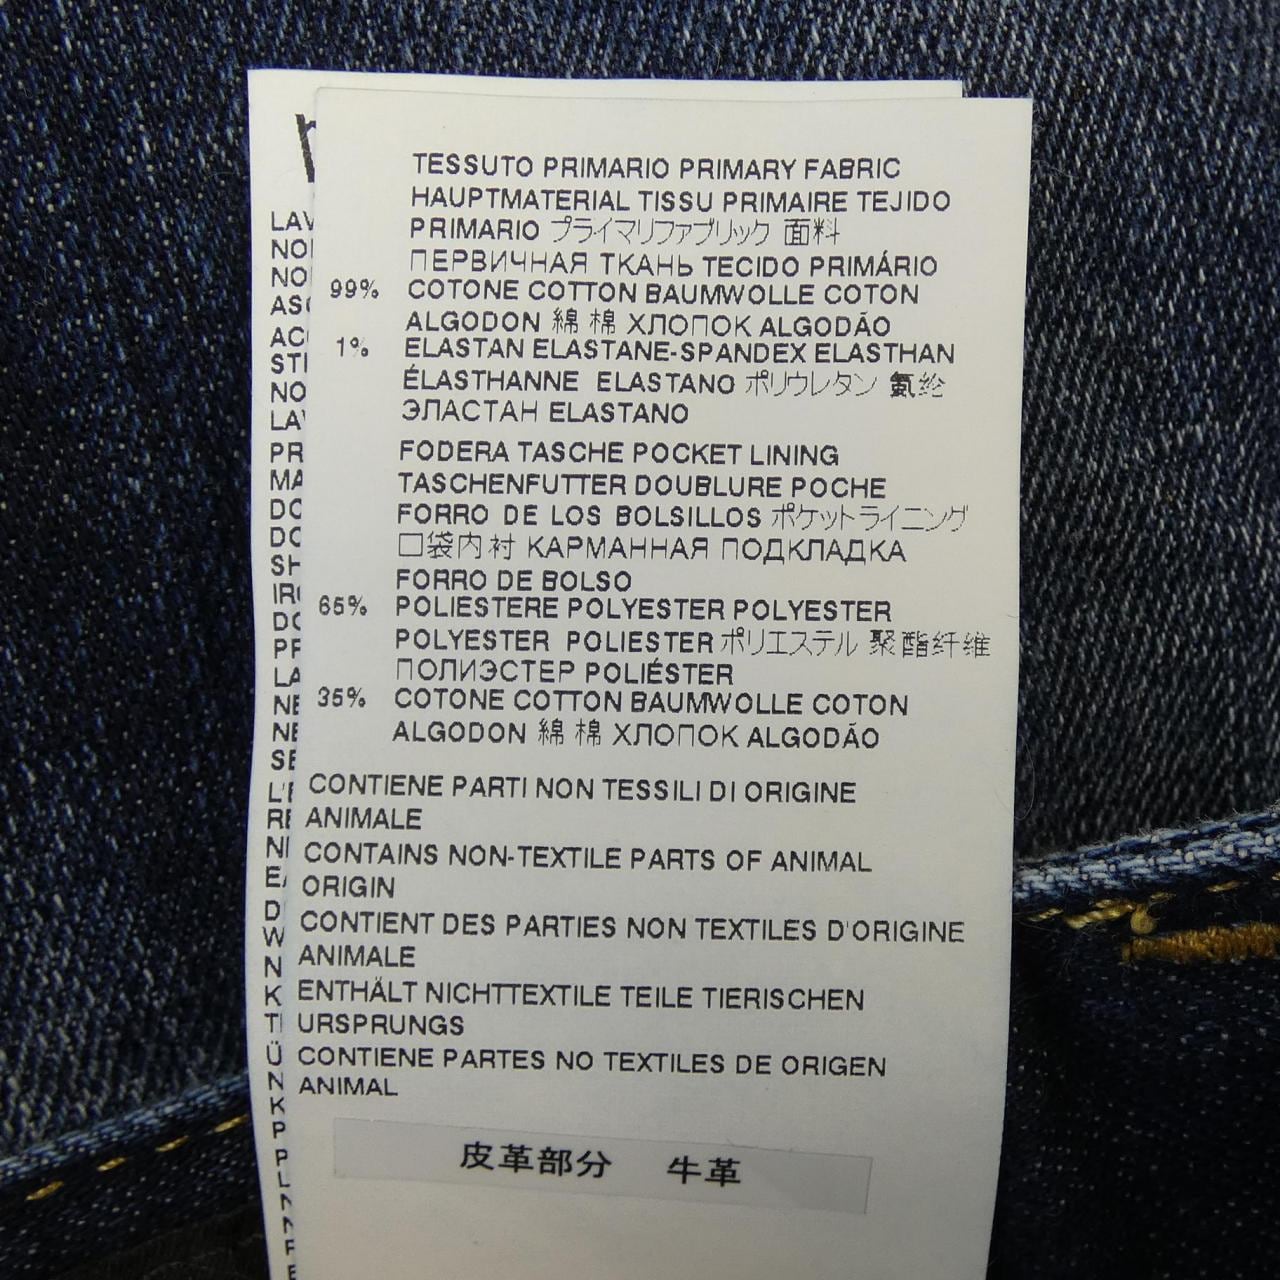 TESSUTO PRIMARIO PRIMARY FABRIC
HAUPTMATERIAL TISSU PRIMAIRE TEJIDO
PRIMARIO プライマリファブリック 面料
ПЕРВИЧНАЯ ТКАНЬ TECIDO PRIMÁRIO
99% COTONE COTTON BAUMWOLLE COTON
ALGODON 綿 棉 ХЛОПОК ALGODÃO
1% ELASTAN ELASTANE-SPANDEX ELASTHAN
ÉLASTHANNE ELASTANO ポリウレタン 氨纶
ЭЛАСТАН ELASTANO
FODERA TASCHE POCKET LINING
TASCHENFUTTER DOUBLURE POCHE
FORRO DE LOS BOLSILLOS ポケットライニング
口袋内衬 КАРМАННАЯ ПОДКЛАДКА
FORRO DE BOLSO
65% POLIESTERE POLYESTER POLYESTER
POLYESTER POLIESTER ポリエステル 聚酯纤维
ПОЛИЭСТЕР POLIÉSTER
35% COTONE COTTON BAUMWOLLE COTON
ALGODON 綿 棉 ХЛОПОК ALGODÃO
CONTIENE PARTI NON TESSILI DI ORIGINE
ANIMALE
CONTAINS NON-TEXTILE PARTS OF ANIMAL
ORIGIN
CONTIENT DES PARTIES NON TEXTILES D'ORIGINE
ANIMALE
ENTHÄLT NICHTTEXTILE TEILE TIERISCHEN
URSPRUNGS
CONTIENE PARTES NO TEXTILES DE ORIGEN
ANIMAL
皮革部分 牛革